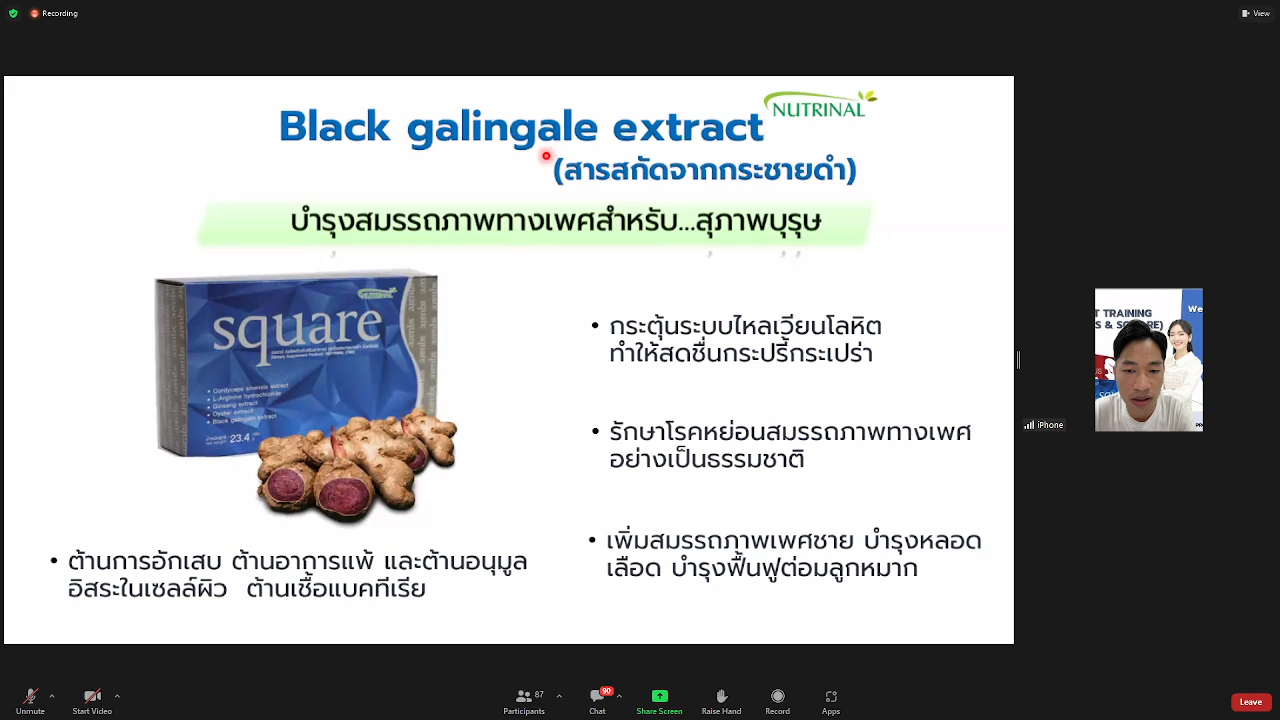 Recording
View
NUTRINAL
Black galingale extract
(สารสกัดจากกระชายดำ)
บำรุงสมรรถภาพทางเพศสำหรับ...สุภาพบุรุษ
square
• Cordyceps sinensis extract
• L-Arginine hydrochloride
• Ginseng extract
• Oyster extract
• Black galingale extract
23.4
• กระตุ้นระบบไหลเวียนโลหิต
ทำให้สดชื่นกระปรี้กระเปร่า
• รักษาโรคหย่อนสมรรถภาพทางเพศ
อย่างเป็นธรรมชาติ
• เพิ่มสมรรถภาพเพศชาย บำรุงหลอด
เลือด บำรุงฟื้นฟูต่อมลูกหมาก
• ต้านการอักเสบ ต้านอาการแพ้ และต้านอนุมูล
อิสระในเซลล์ผิว ต้านเชื้อแบคทีเรีย
T TRAINING
We
iPhone
Unmute
Start Video
87
Participants
90
Chat
Share Screen
Raise Hand
Record
Apps
Leave